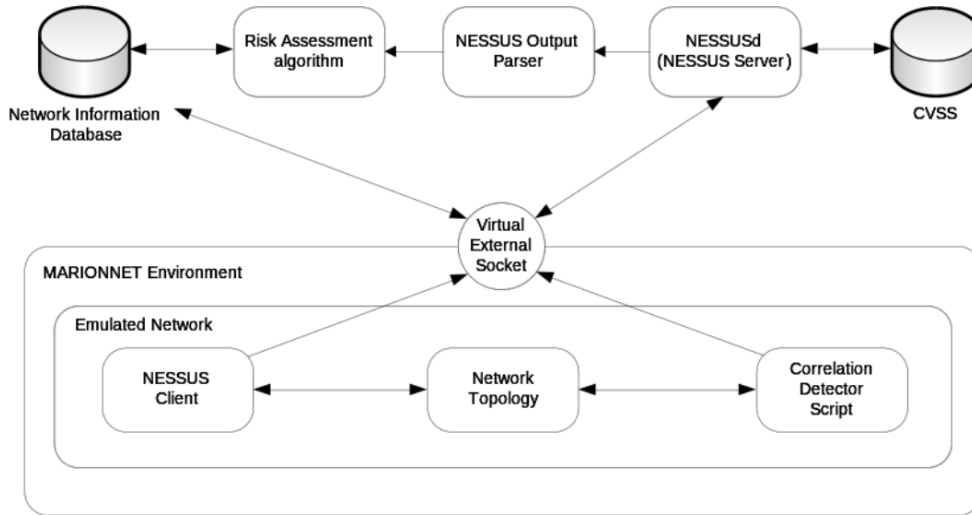 Risk Assessment
algorithm
NESSUS Output
Parser
NESSUSd
(NESSUS Server)
Network Information
Database
CVSS
Virtual
External
Socket
MARIONNET Environment
Emulated Network
NESSUS
Client
Network
Topology
Correlation
Detector
Script